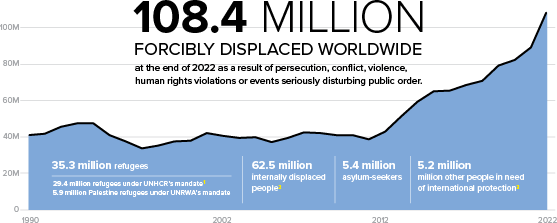 108.4 MILLION
FORCIBLY DISPLACED WORLDWIDE
at the end of 2022 as a result of persecution, conflict, violence,
human rights violations or events seriously disturbing public order.
100M
80M
60M
40M
20M
0
35.3 million refugees
29.4 million refugees under UNHCR's mandate¹
5.9 million Palestine refugees under UNRWA's mandate
62.5 million
internally displaced
people²
5.4 million
asylum-seekers
5.2 million
million other people in need
of international protection³
1990
2002
2012
2022